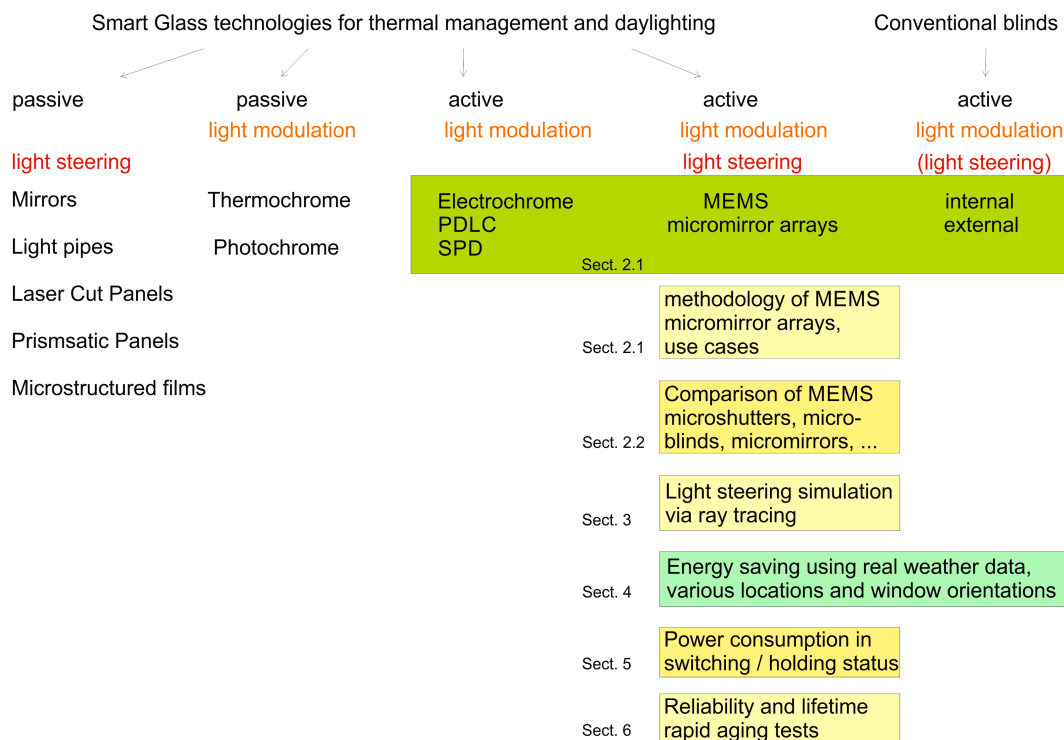 Smart Glass technologies for thermal management and daylighting
Conventional blinds
passive
passive
active
active
active
light modulation
light modulation
light modulation
light modulation
light steering
light steering
(light steering)
Mirrors
Thermochrome
Electrochrome
MEMS
internal
PDLC
micromirror arrays
external
Light pipes
Photochrome
SPD
Sect. 2.1
Laser Cut Panels
methodology of MEMS
micromirror arrays,
use cases
Sect. 2.1
Prismsatic Panels
Microstructured films
Comparison of MEMS
microshutters, micro-
blinds, micromirrors, ...
Sect. 2.2
Light steering simulation
via ray tracing
Sect. 3
Energy saving using real weather data,
various locations and window orientations
Sect. 4
Power consumption in
switching / holding status
Sect. 5
Reliability and lifetime
rapid aging tests
Sect. 6